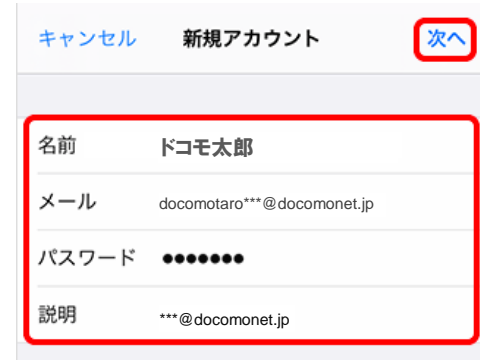 キャンセル 新規アカウント 次へ
名前 ドコモ太郎
メール docomotaro***@docomonet.jp
パスワード ●●●●●●●
説明 ***@docomonet.jp